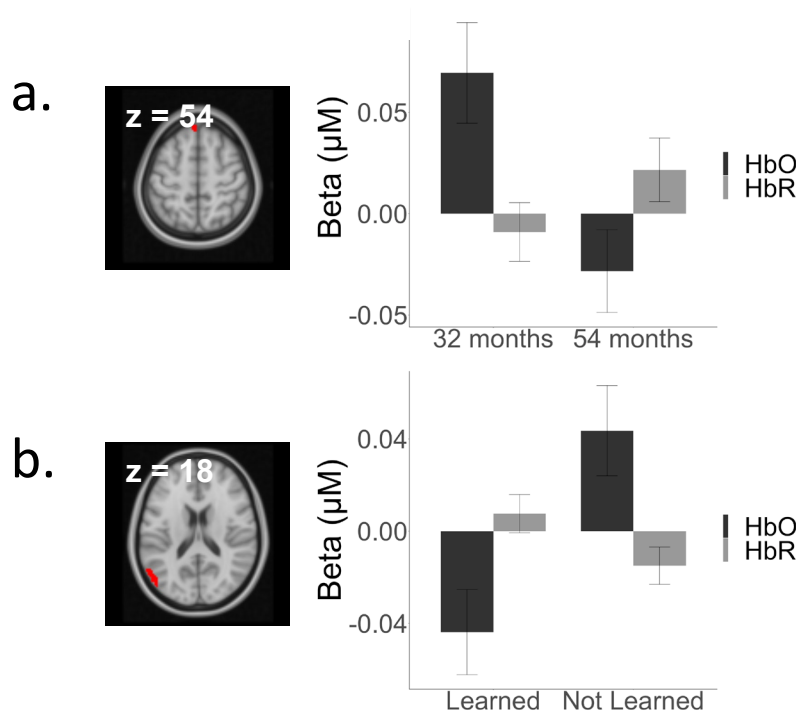 a.
z = 54
Beta (μM)
0.05
0.00
-0.05
32 months 54 months
HbO
HbR
b.
z = 18
Beta (μM)
0.04
0.00
-0.04
Learned Not Learned
HbO
HbR